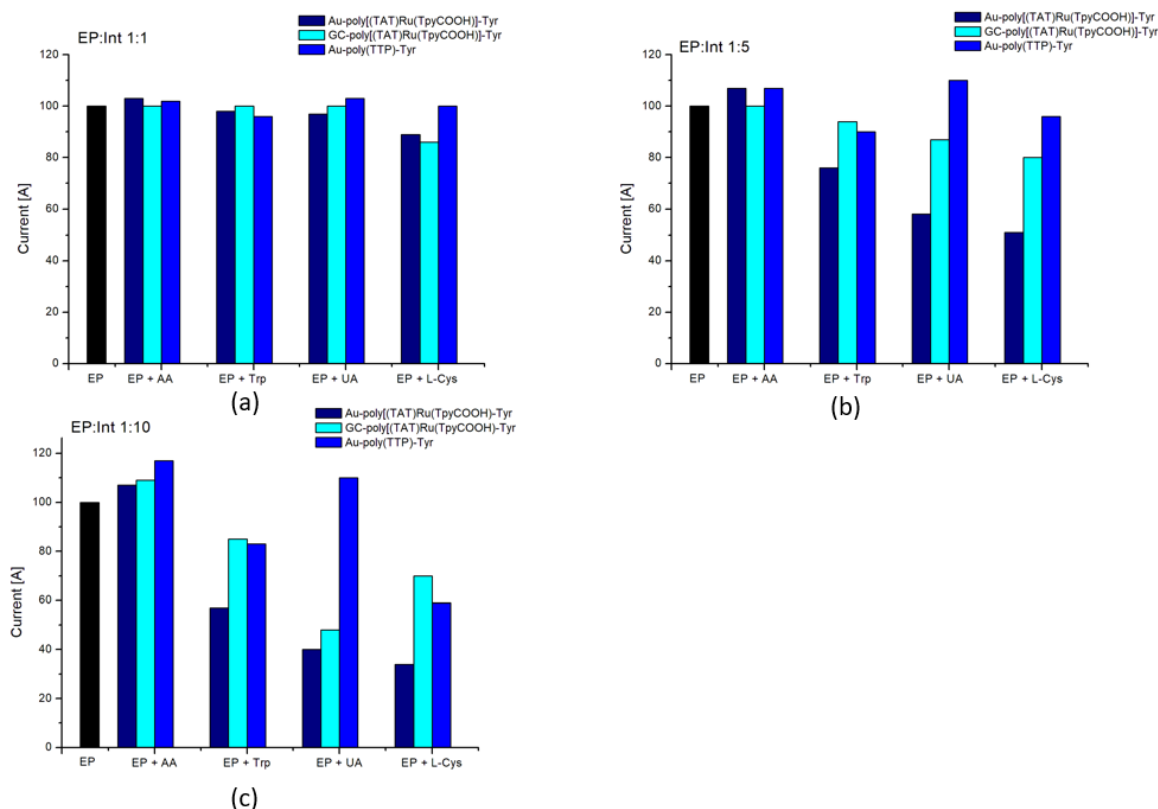 EP:Int 1:1
Au-poly[(TAT)Ru(TpyCOOH)]-Tyr
GC-poly[(TAT)Ru(TpyCOOH)]-Tyr
Au-poly(TTP)-Tyr
Current [A]
120
100
80
60
40
20
0
EP
EP + AA
EP + Trp
EP + UA
EP + L-Cys
(a)
EP:Int 1:5
Au-poly[(TAT)Ru(TpyCOOH)]-Tyr
GC-poly[(TAT)Ru(TpyCOOH)]-Tyr
Au-poly(TTP)-Tyr
Current [A]
120
100
80
60
40
20
0
EP
EP + AA
EP + Trp
EP + UA
EP + L-Cys
(b)
EP:Int 1:10
Au-poly[(TAT)Ru(TpyCOOH)-Tyr
GC-poly[(TAT)Ru(TpyCOOH)-Tyr
Au-poly(TTP)-Tyr
Current [A]
120
100
80
60
40
20
0
EP
EP + AA
EP + Trp
EP + UA
EP + L-Cys
(c)